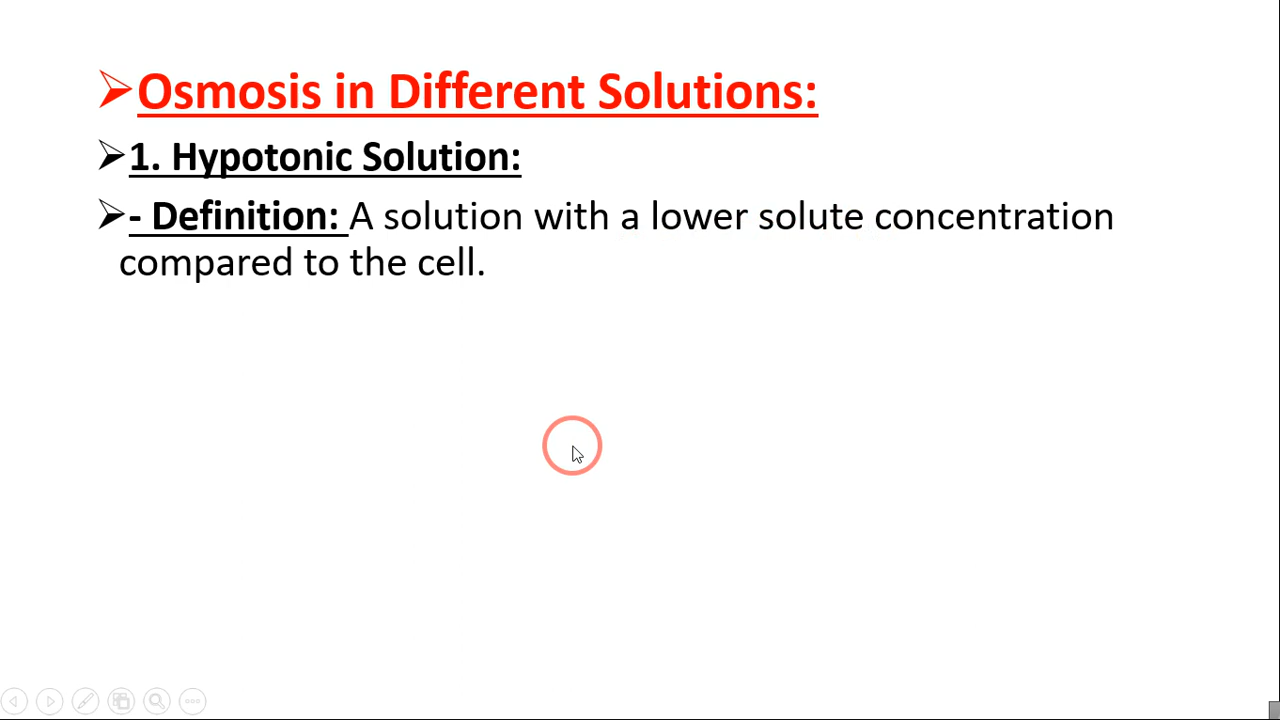 ➢Osmosis in Different Solutions:
➢1. Hypotonic Solution:
➢- Definition: A solution with a lower solute concentration
compared to the cell.